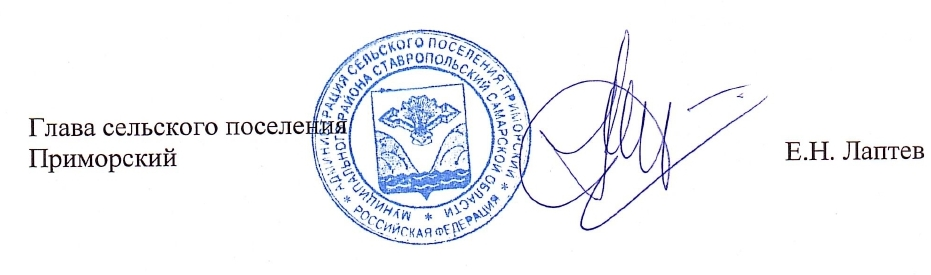 Глава сельского поселения
Приморский
Е.Н. Лаптев
* АДМИНИСТРАЦИЯ СЕЛЬСКОГО ПОСЕЛЕНИЯ ПРИМОРСКИЙ *
МУНИЦИПАЛЬНОГО РАЙОНА СТАВРОПОЛЬСКИЙ САМАРСКОЙ ОБЛАСТИ *
РОССИЙСКАЯ ФЕДЕРАЦИЯ